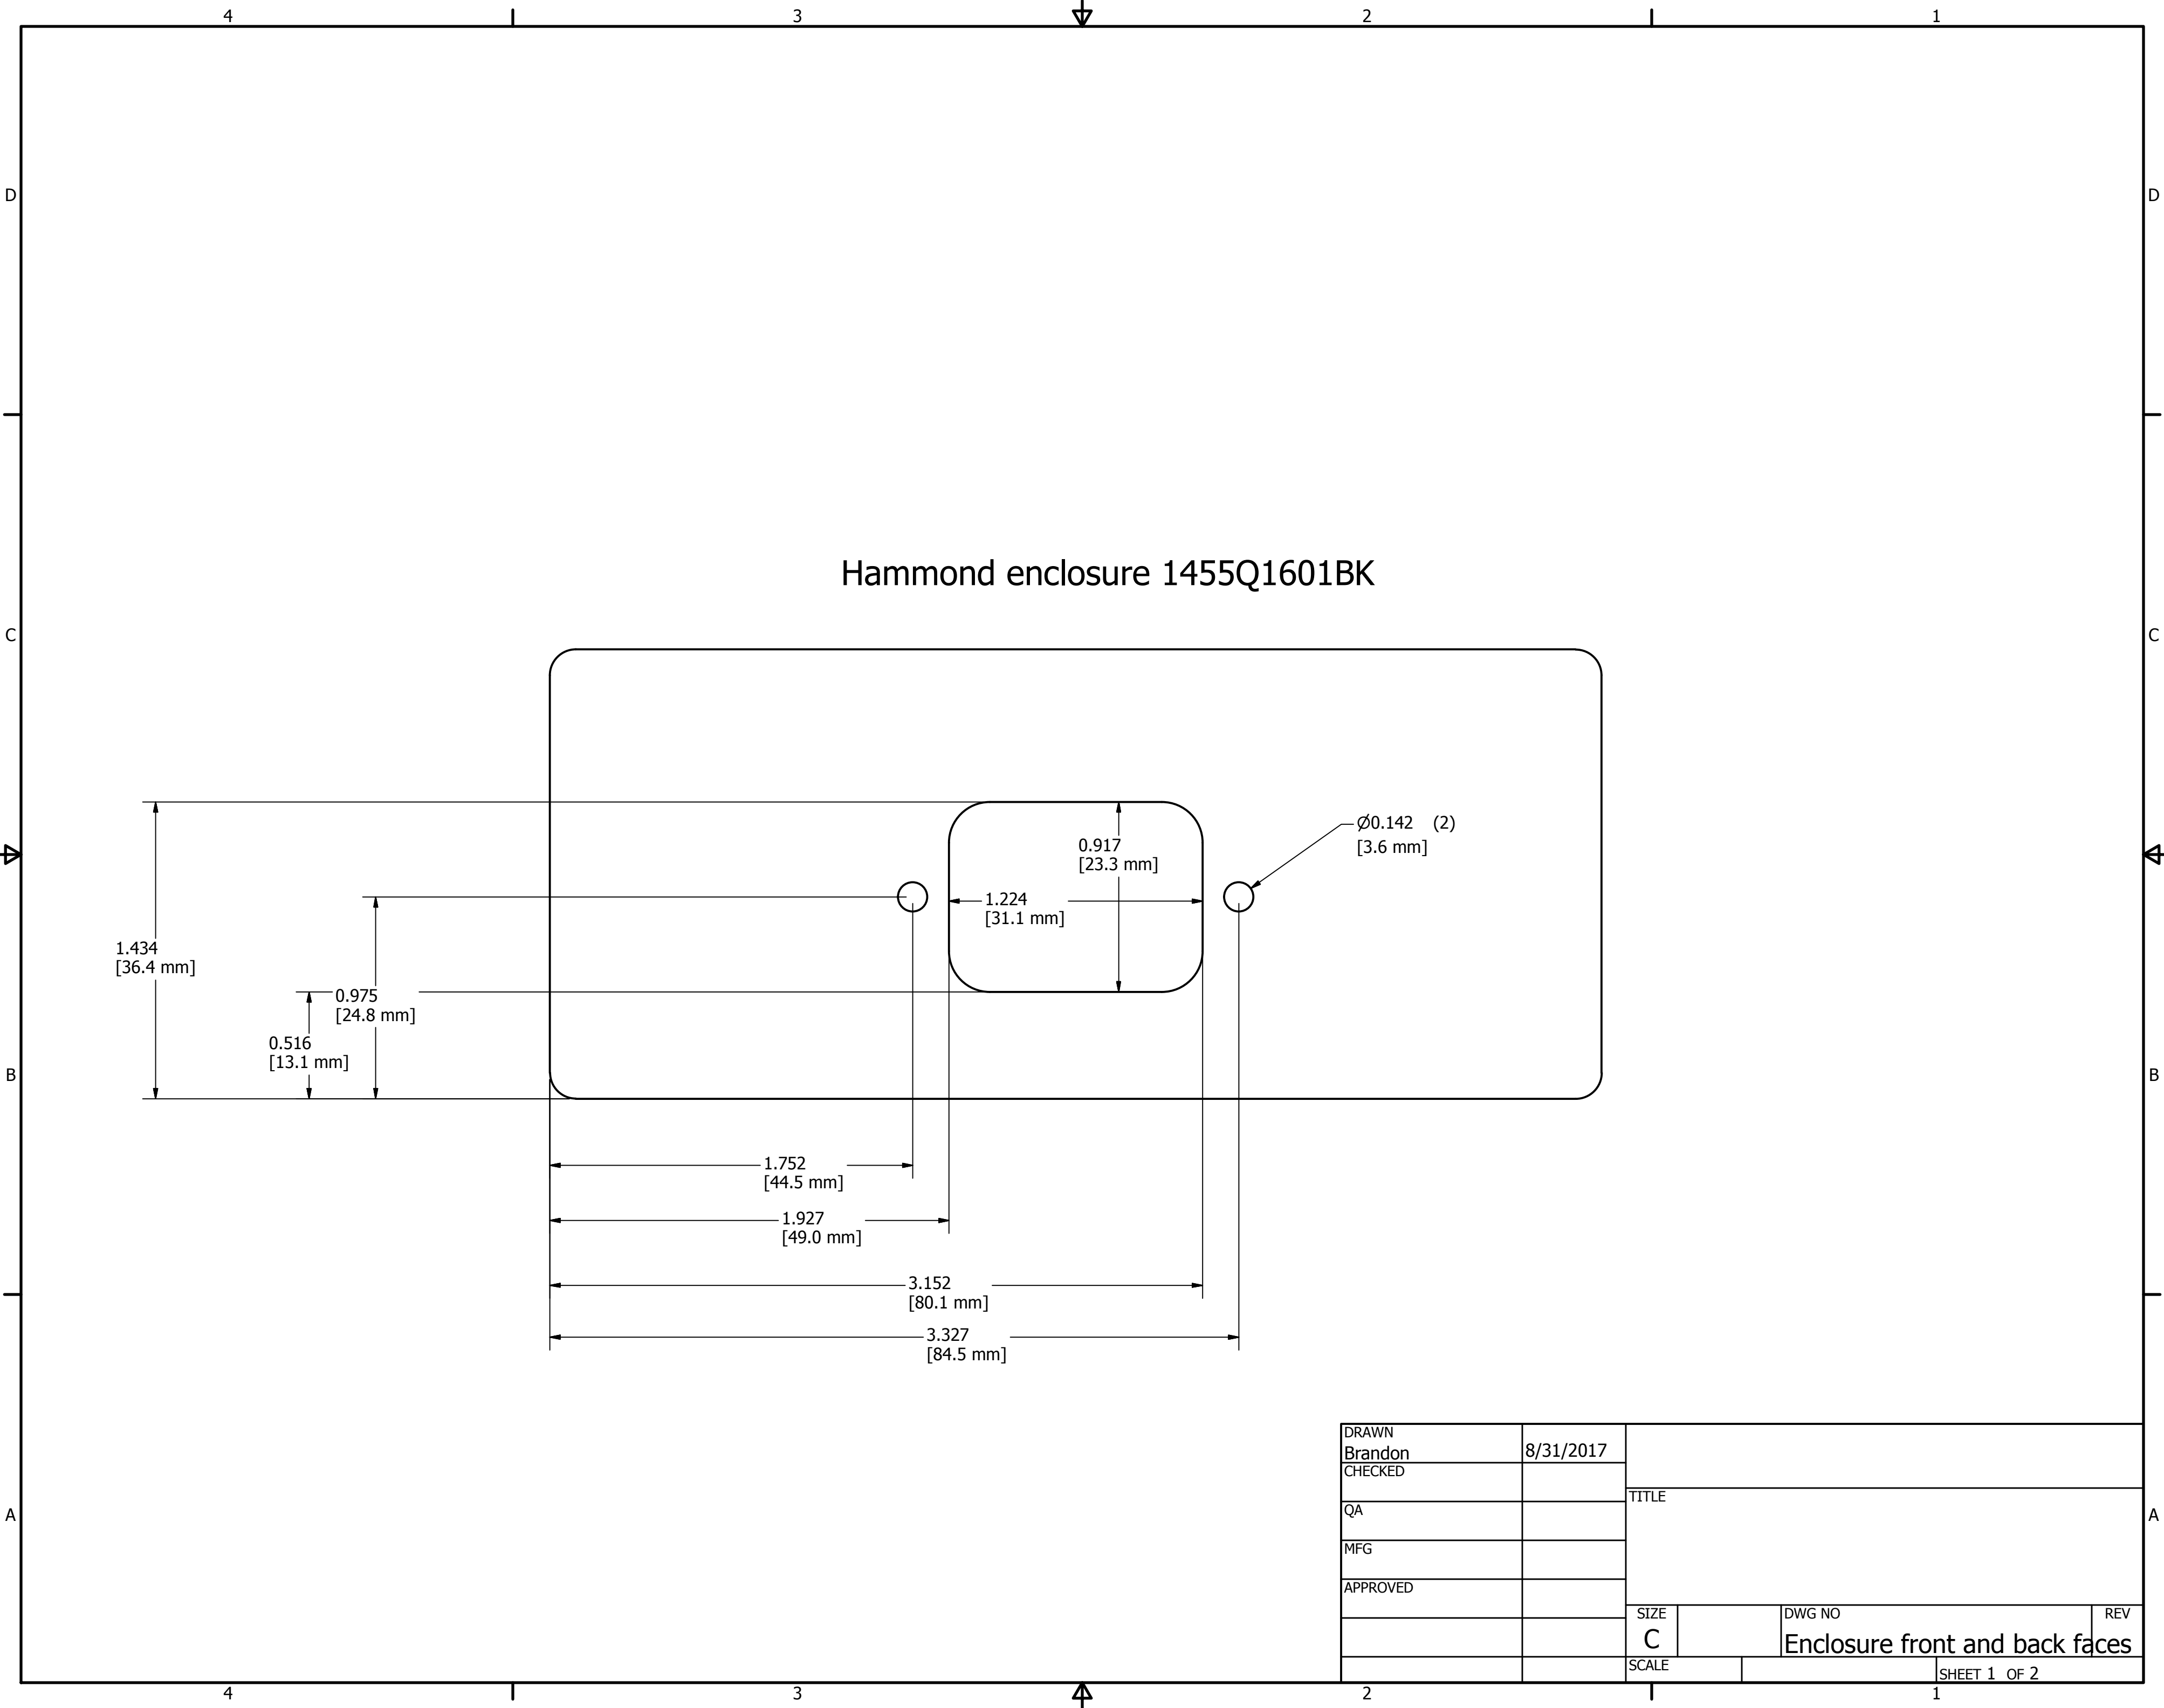 4 3 2 1
D D
Hammond enclosure 1455Q1601BK
C C
Ø0.142 (2)
[3.6 mm]
0.917
[23.3 mm]
1.224
[31.1 mm]
1.434
[36.4 mm]
0.975
[24.8 mm]
0.516
[13.1 mm]
B B
1.752
[44.5 mm]
1.927
[49.0 mm]
3.152
[80.1 mm]
3.327
[84.5 mm]
DRAWN
Brandon 8/31/2017
CHECKED
TITLE
QA
A A
MFG
APPROVED
SIZE DWG NO REV
C Enclosure front and back faces
SCALE SHEET 1 OF 2
4 3 2 1